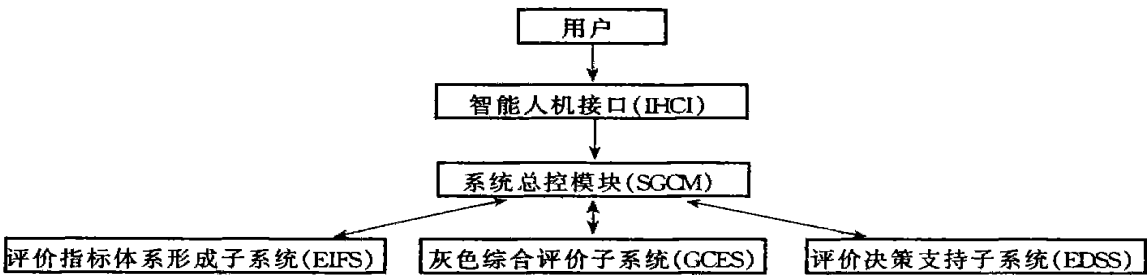 用户
智能人机接口(IHCI)
系统总控模块(SGCM)
评价指标体系形成子系统(EIFS)
灰色综合评价子系统(GCES)
评价决策支持子系统(EDSS)